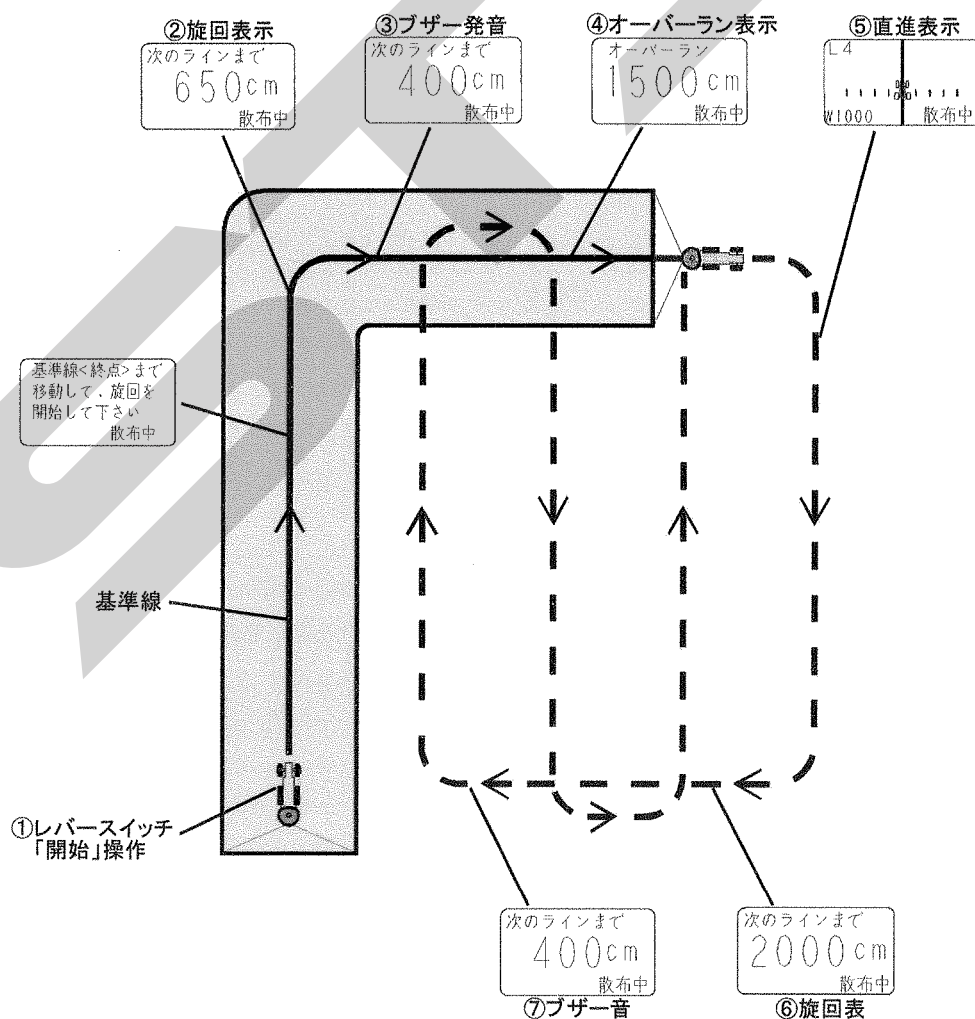 ②旋回表示
次のラインまで
650cm
散布中
③ブザー発音
次のラインまで
400cm
散布中
④オーバーラン表示
オーバーラン
1500cm
散布中
⑤直進表示
L4
W1000 散布中
基準線<終点>まで
移動して、旋回を
開始して下さい
散布中
基準線
①レバースイッチ
「開始」操作
次のラインまで
400cm
散布中
⑦ブザー音
次のラインまで
2000cm
散布中
⑥旋回表